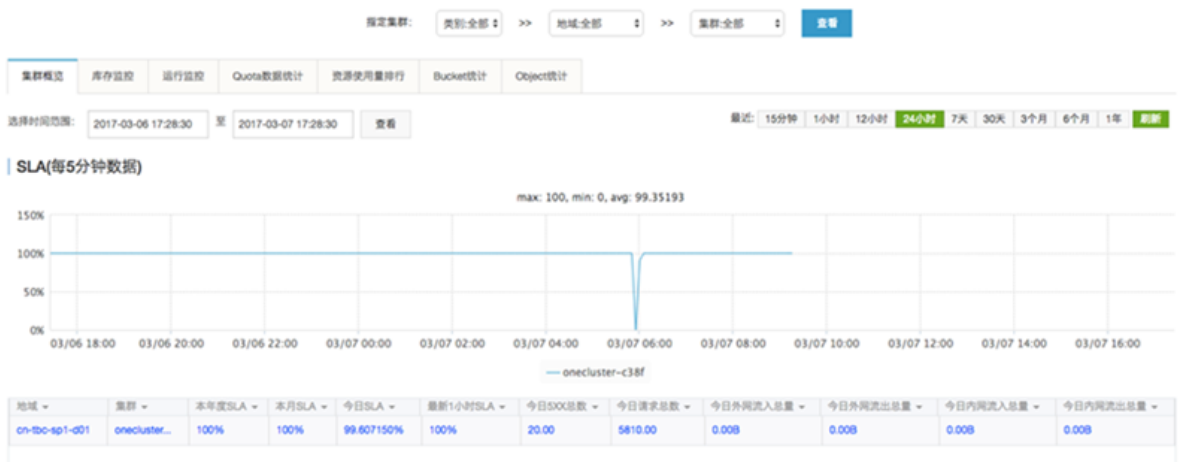 指定集群: 类别:全部 >> 地域:全部 >> 集群:全部 查看
集群概览 库存监控 运行监控 Quota数据统计 资源使用量排行 Bucket统计 Object统计
选择时间范围: 2017-03-06 17:28:30 至 2017-03-07 17:28:30 查看 最近: 15分钟 1小时 12小时 24小时 7天 30天 3个月 6个月 1年 刷新
SLA(每5分钟数据)
max: 100, min: 0, avg: 99.35193
150%
100%
50%
0%
03/06 18:00 03/06 20:00 03/06 22:00 03/07 00:00 03/07 02:00 03/07 04:00 03/07 06:00 03/07 08:00 03/07 10:00 03/07 12:00 03/07 14:00 03/07 16:00
onecluster-c38f
地域 集群 本年度SLA 本月SLA 今日SLA 最新1小时SLA 今日5XX总数 今日请求总数 今日外网流入总量 今日外网流出总量 今日内网流入总量 今日内网流出总量
cn-tbc-sp1-d01 onecluster... 100% 100% 99.607150% 100% 20.00 5810.00 0.00B 0.00B 0.00B 0.00B